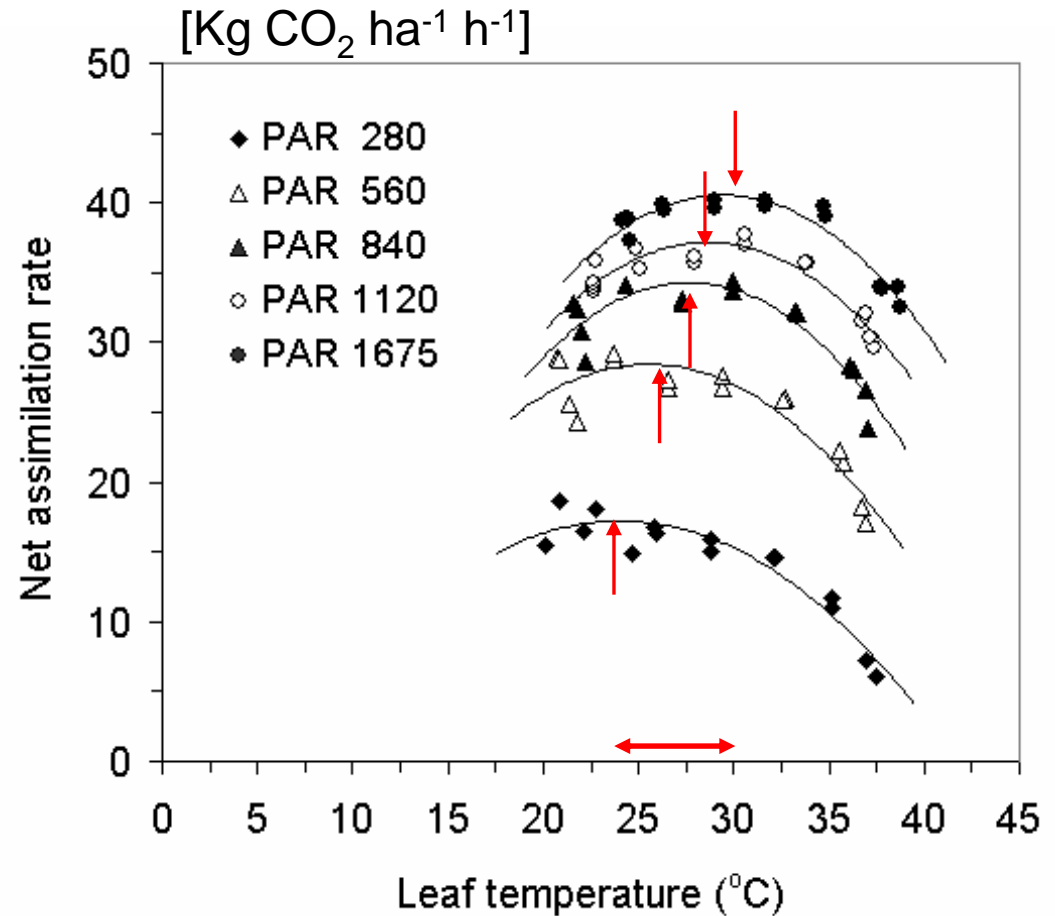 [Kg CO₂ ha⁻¹ h⁻¹]
50
40
30
20
10
0
Net assimilation rate
PAR 280
PAR 560
PAR 840
PAR 1120
PAR 1675
0 5 10 15 20 25 30 35 40 45
Leaf temperature (⁰C)